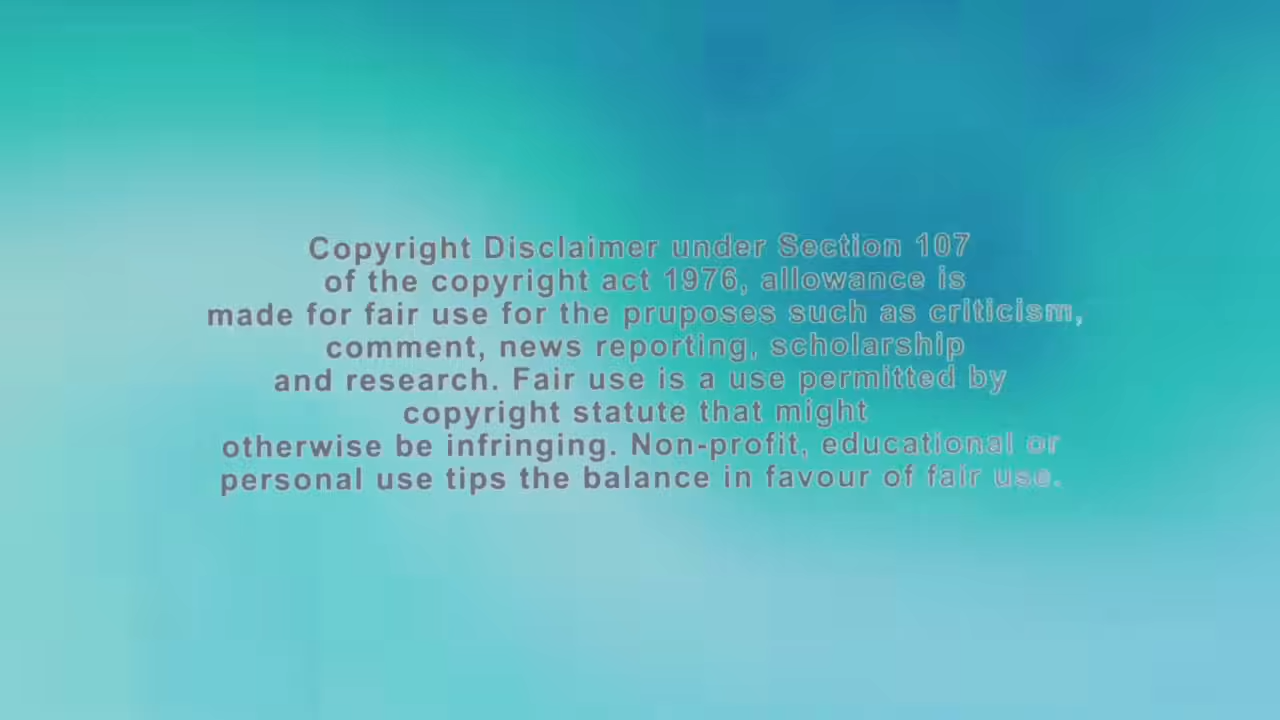 Copyright Disclaimer under Section 107
of the copyright act 1976, allowance is
made for fair use for the pruposes such as criticism,
comment, news reporting, scholarship
and research. Fair use is a use permitted by
copyright statute that might
otherwise be infringing. Non-profit, educational or
personal use tips the balance in favour of fair use.